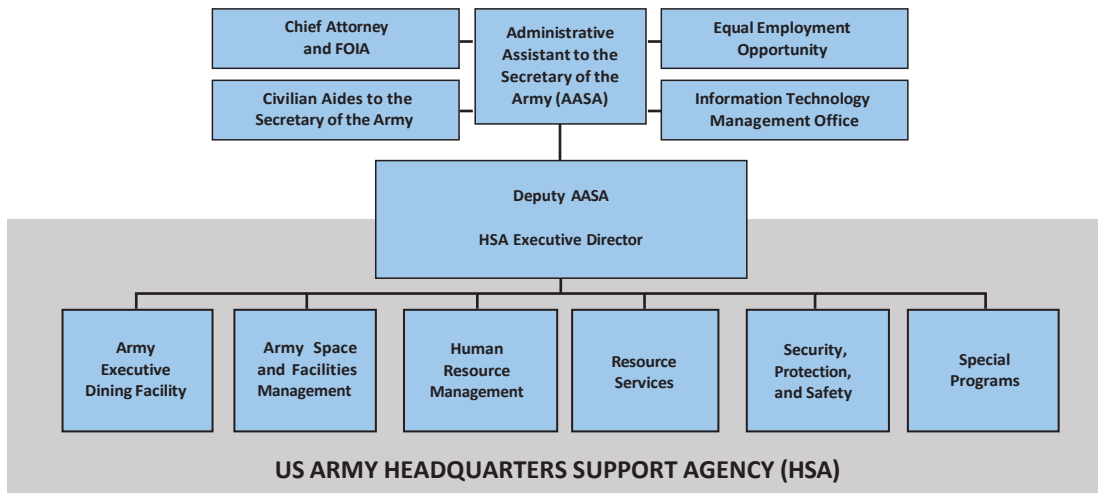 Chief Attorney
and FOIA
Administrative
Assistant to the
Secretary of the
Army (AASA)
Equal Employment
Opportunity
Civilian Aides to the
Secretary of the Army
Information Technology
Management Office
Deputy AASA
HSA Executive Director
Army
Executive
Dining Facility
Army Space
and Facilities
Management
Human
Resource
Management
Resource
Services
Security,
Protection,
and Safety
Special
Programs
US ARMY HEADQUARTERS SUPPORT AGENCY (HSA)